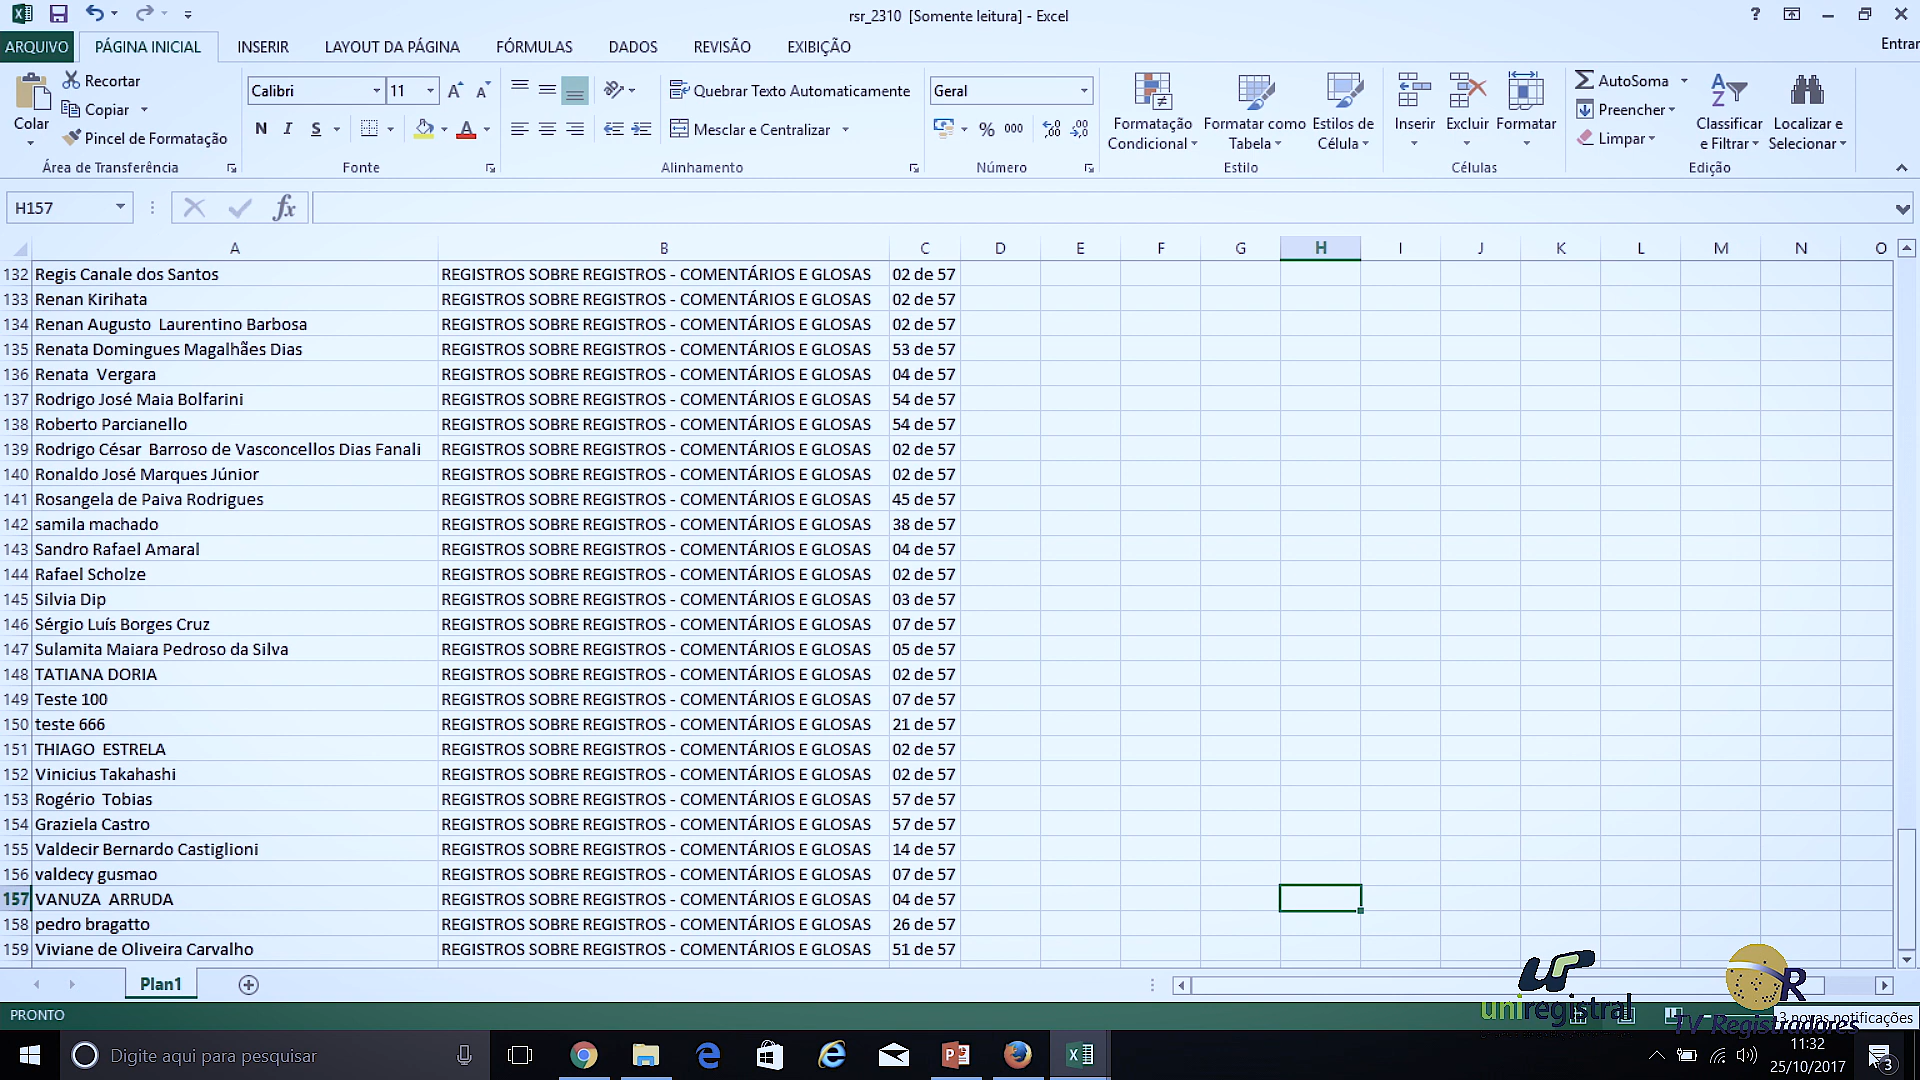 rsr_2310 [Somente leitura] - Excel
ARQUIVO PÁGINA INICIAL INSERIR LAYOUT DA PÁGINA FÓRMULAS DADOS REVISÃO EXIBIÇÃO Entrar
Colar
Recortar
Copiar
Pincel de Formatação
Área de Transferência
Calibri 11
N I S
Fonte
Quebrar Texto Automaticamente
Mesclar e Centralizar
Alinhamento
Geral
% 000
Número
Formatação Condicional
Formatar como Tabela
Estilos de Célula
Estilo
Inserir Excluir Formatar
Células
AutoSoma
Preencher
Limpar
Classificar e Filtrar
Localizar e Selecionar
Edição
H157 fx
A B C D E F G H I J K L M N O
132 Regis Canale dos Santos REGISTROS SOBRE REGISTROS - COMENTÁRIOS E GLOSAS 02 de 57
133 Renan Kirihata REGISTROS SOBRE REGISTROS - COMENTÁRIOS E GLOSAS 02 de 57
134 Renan Augusto Laurentino Barbosa REGISTROS SOBRE REGISTROS - COMENTÁRIOS E GLOSAS 02 de 57
135 Renata Domingues Magalhães Dias REGISTROS SOBRE REGISTROS - COMENTÁRIOS E GLOSAS 53 de 57
136 Renata Vergara REGISTROS SOBRE REGISTROS - COMENTÁRIOS E GLOSAS 04 de 57
137 Rodrigo José Maia Bolfarini REGISTROS SOBRE REGISTROS - COMENTÁRIOS E GLOSAS 54 de 57
138 Roberto Parcianello REGISTROS SOBRE REGISTROS - COMENTÁRIOS E GLOSAS 54 de 57
139 Rodrigo César Barroso de Vasconcellos Dias Fanali REGISTROS SOBRE REGISTROS - COMENTÁRIOS E GLOSAS 02 de 57
140 Ronaldo José Marques Júnior REGISTROS SOBRE REGISTROS - COMENTÁRIOS E GLOSAS 02 de 57
141 Rosangela de Paiva Rodrigues REGISTROS SOBRE REGISTROS - COMENTÁRIOS E GLOSAS 45 de 57
142 samila machado REGISTROS SOBRE REGISTROS - COMENTÁRIOS E GLOSAS 38 de 57
143 Sandro Rafael Amaral REGISTROS SOBRE REGISTROS - COMENTÁRIOS E GLOSAS 04 de 57
144 Rafael Scholze REGISTROS SOBRE REGISTROS - COMENTÁRIOS E GLOSAS 02 de 57
145 Silvia Dip REGISTROS SOBRE REGISTROS - COMENTÁRIOS E GLOSAS 03 de 57
146 Sérgio Luís Borges Cruz REGISTROS SOBRE REGISTROS - COMENTÁRIOS E GLOSAS 07 de 57
147 Sulamita Maiara Pedroso da Silva REGISTROS SOBRE REGISTROS - COMENTÁRIOS E GLOSAS 05 de 57
148 TATIANA DORIA REGISTROS SOBRE REGISTROS - COMENTÁRIOS E GLOSAS 02 de 57
149 Teste 100 REGISTROS SOBRE REGISTROS - COMENTÁRIOS E GLOSAS 07 de 57
150 teste 666 REGISTROS SOBRE REGISTROS - COMENTÁRIOS E GLOSAS 21 de 57
151 THIAGO ESTRELA REGISTROS SOBRE REGISTROS - COMENTÁRIOS E GLOSAS 02 de 57
152 Vinicius Takahashi REGISTROS SOBRE REGISTROS - COMENTÁRIOS E GLOSAS 02 de 57
153 Rogério Tobias REGISTROS SOBRE REGISTROS - COMENTÁRIOS E GLOSAS 57 de 57
154 Graziela Castro REGISTROS SOBRE REGISTROS - COMENTÁRIOS E GLOSAS 57 de 57
155 Valdecir Bernardo Castiglioni REGISTROS SOBRE REGISTROS - COMENTÁRIOS E GLOSAS 14 de 57
156 valdecy gusmao REGISTROS SOBRE REGISTROS - COMENTÁRIOS E GLOSAS 07 de 57
157 VANUZA ARRUDA REGISTROS SOBRE REGISTROS - COMENTÁRIOS E GLOSAS 04 de 57
158 pedro bragatto REGISTROS SOBRE REGISTROS - COMENTÁRIOS E GLOSAS 26 de 57
159 Viviane de Oliveira Carvalho REGISTROS SOBRE REGISTROS - COMENTÁRIOS E GLOSAS 51 de 57
Plan1
PRONTO
uniregistral
TV Registradores
3 novas notificações
Digite aqui para pesquisar
11:32
25/10/2017
3